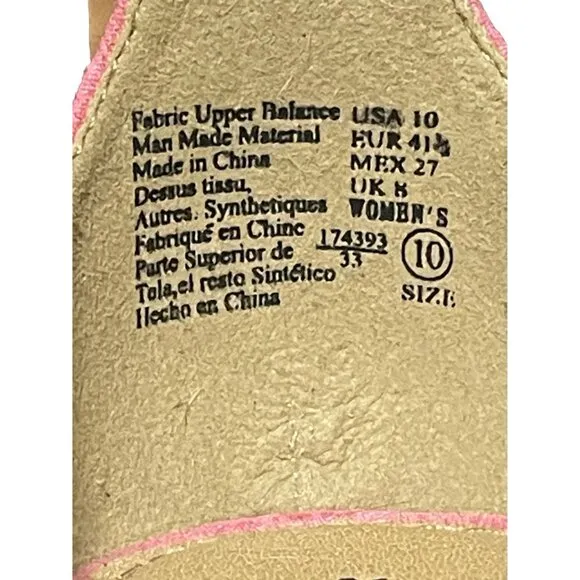 Fabric Upper Balance
Man Made Material
Made in China
Dessus tissu,
Autres. Synthetiques
Fabriqué en Chine
Parte Superior de
Tola,el resto Sintético
Hecho en China
USA 10
EUR 41½
MEX 27
UK 8
WOMEN'S
174393
33
10
SIZE